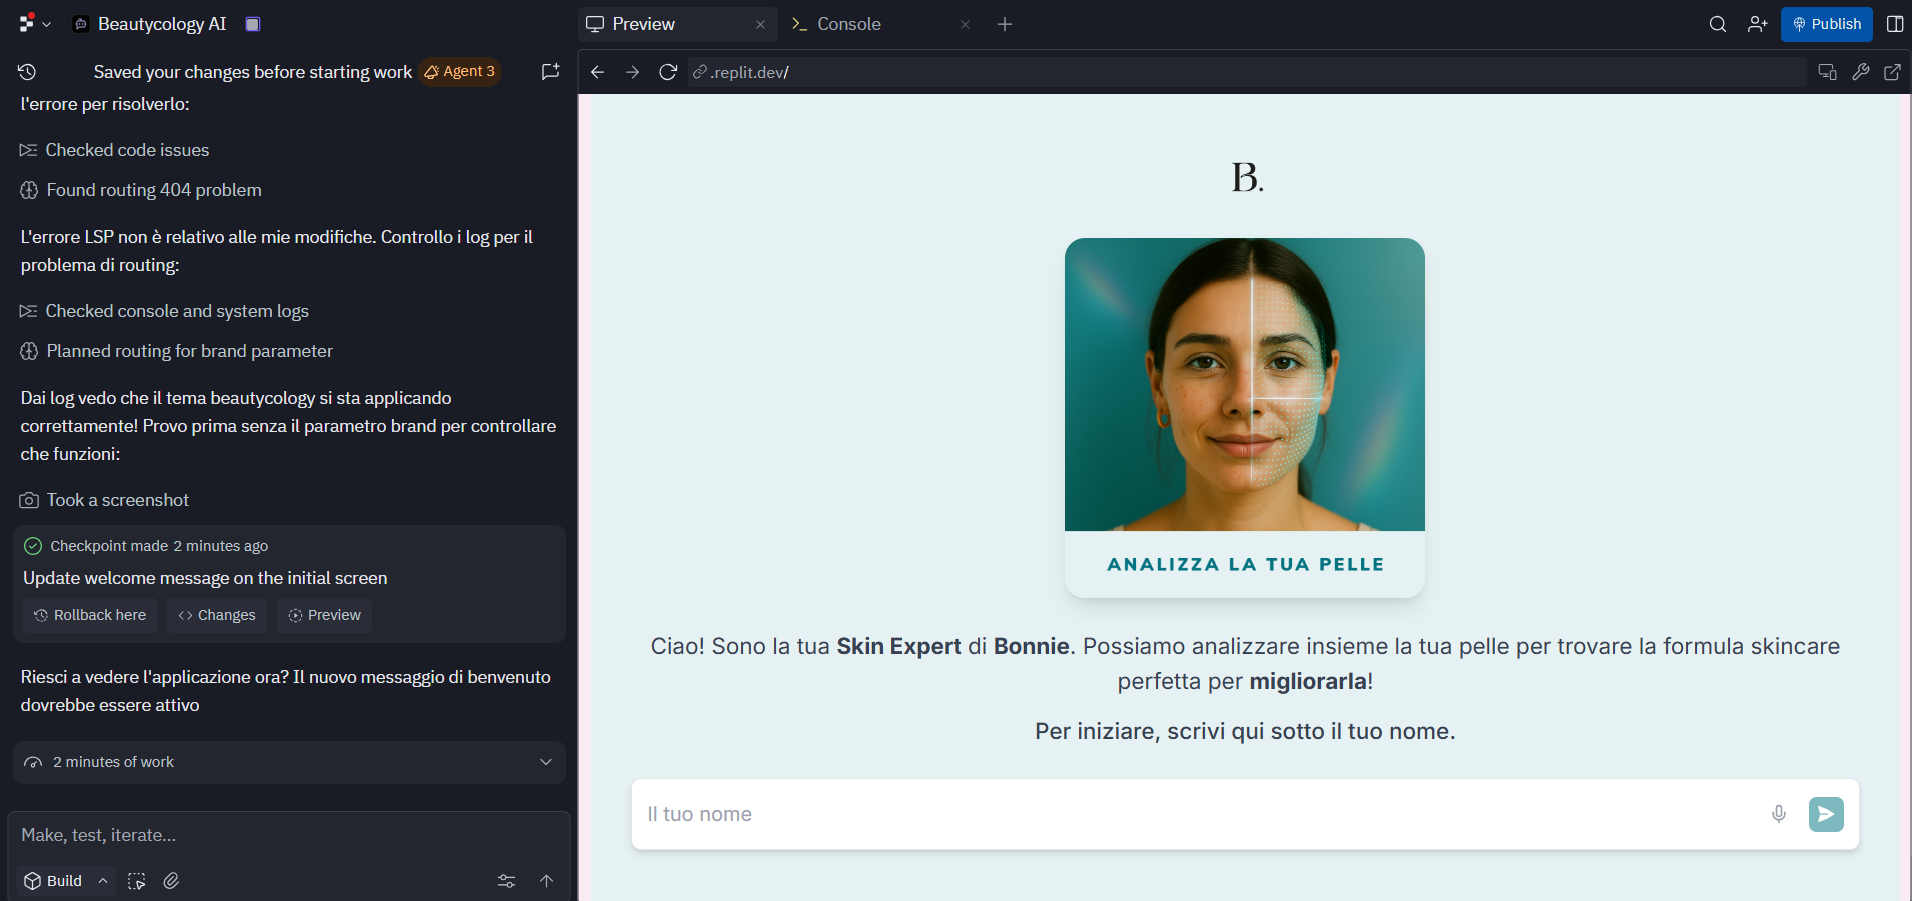 Beautycology AI
Saved your changes before starting work
Agent 3
l'errore per risolverlo:
Checked code issues
Found routing 404 problem
L'errore LSP non è relativo alle mie modifiche. Controllo i log per il
problema di routing:
Checked console and system logs
Planned routing for brand parameter
Dai log vedo che il tema beautycology si sta applicando
correttamente! Provo prima senza il parametro brand per controllare
che funzioni:
Took a screenshot
Checkpoint made 2 minutes ago
Update welcome message on the initial screen
Rollback here
Changes
Preview
Riesci a vedere l'applicazione ora? Il nuovo messaggio di benvenuto
dovrebbe essere attivo
2 minutes of work
Make, test, iterate...
Build
Preview
Console
Publish
.replit.dev/
B.
ANALIZZA LA TUA PELLE
Ciao! Sono la tua Skin Expert di Bonnie. Possiamo analizzare insieme la tua pelle per trovare la formula skincare
perfetta per migliorarla!
Per iniziare, scrivi qui sotto il tuo nome.
Il tuo nome